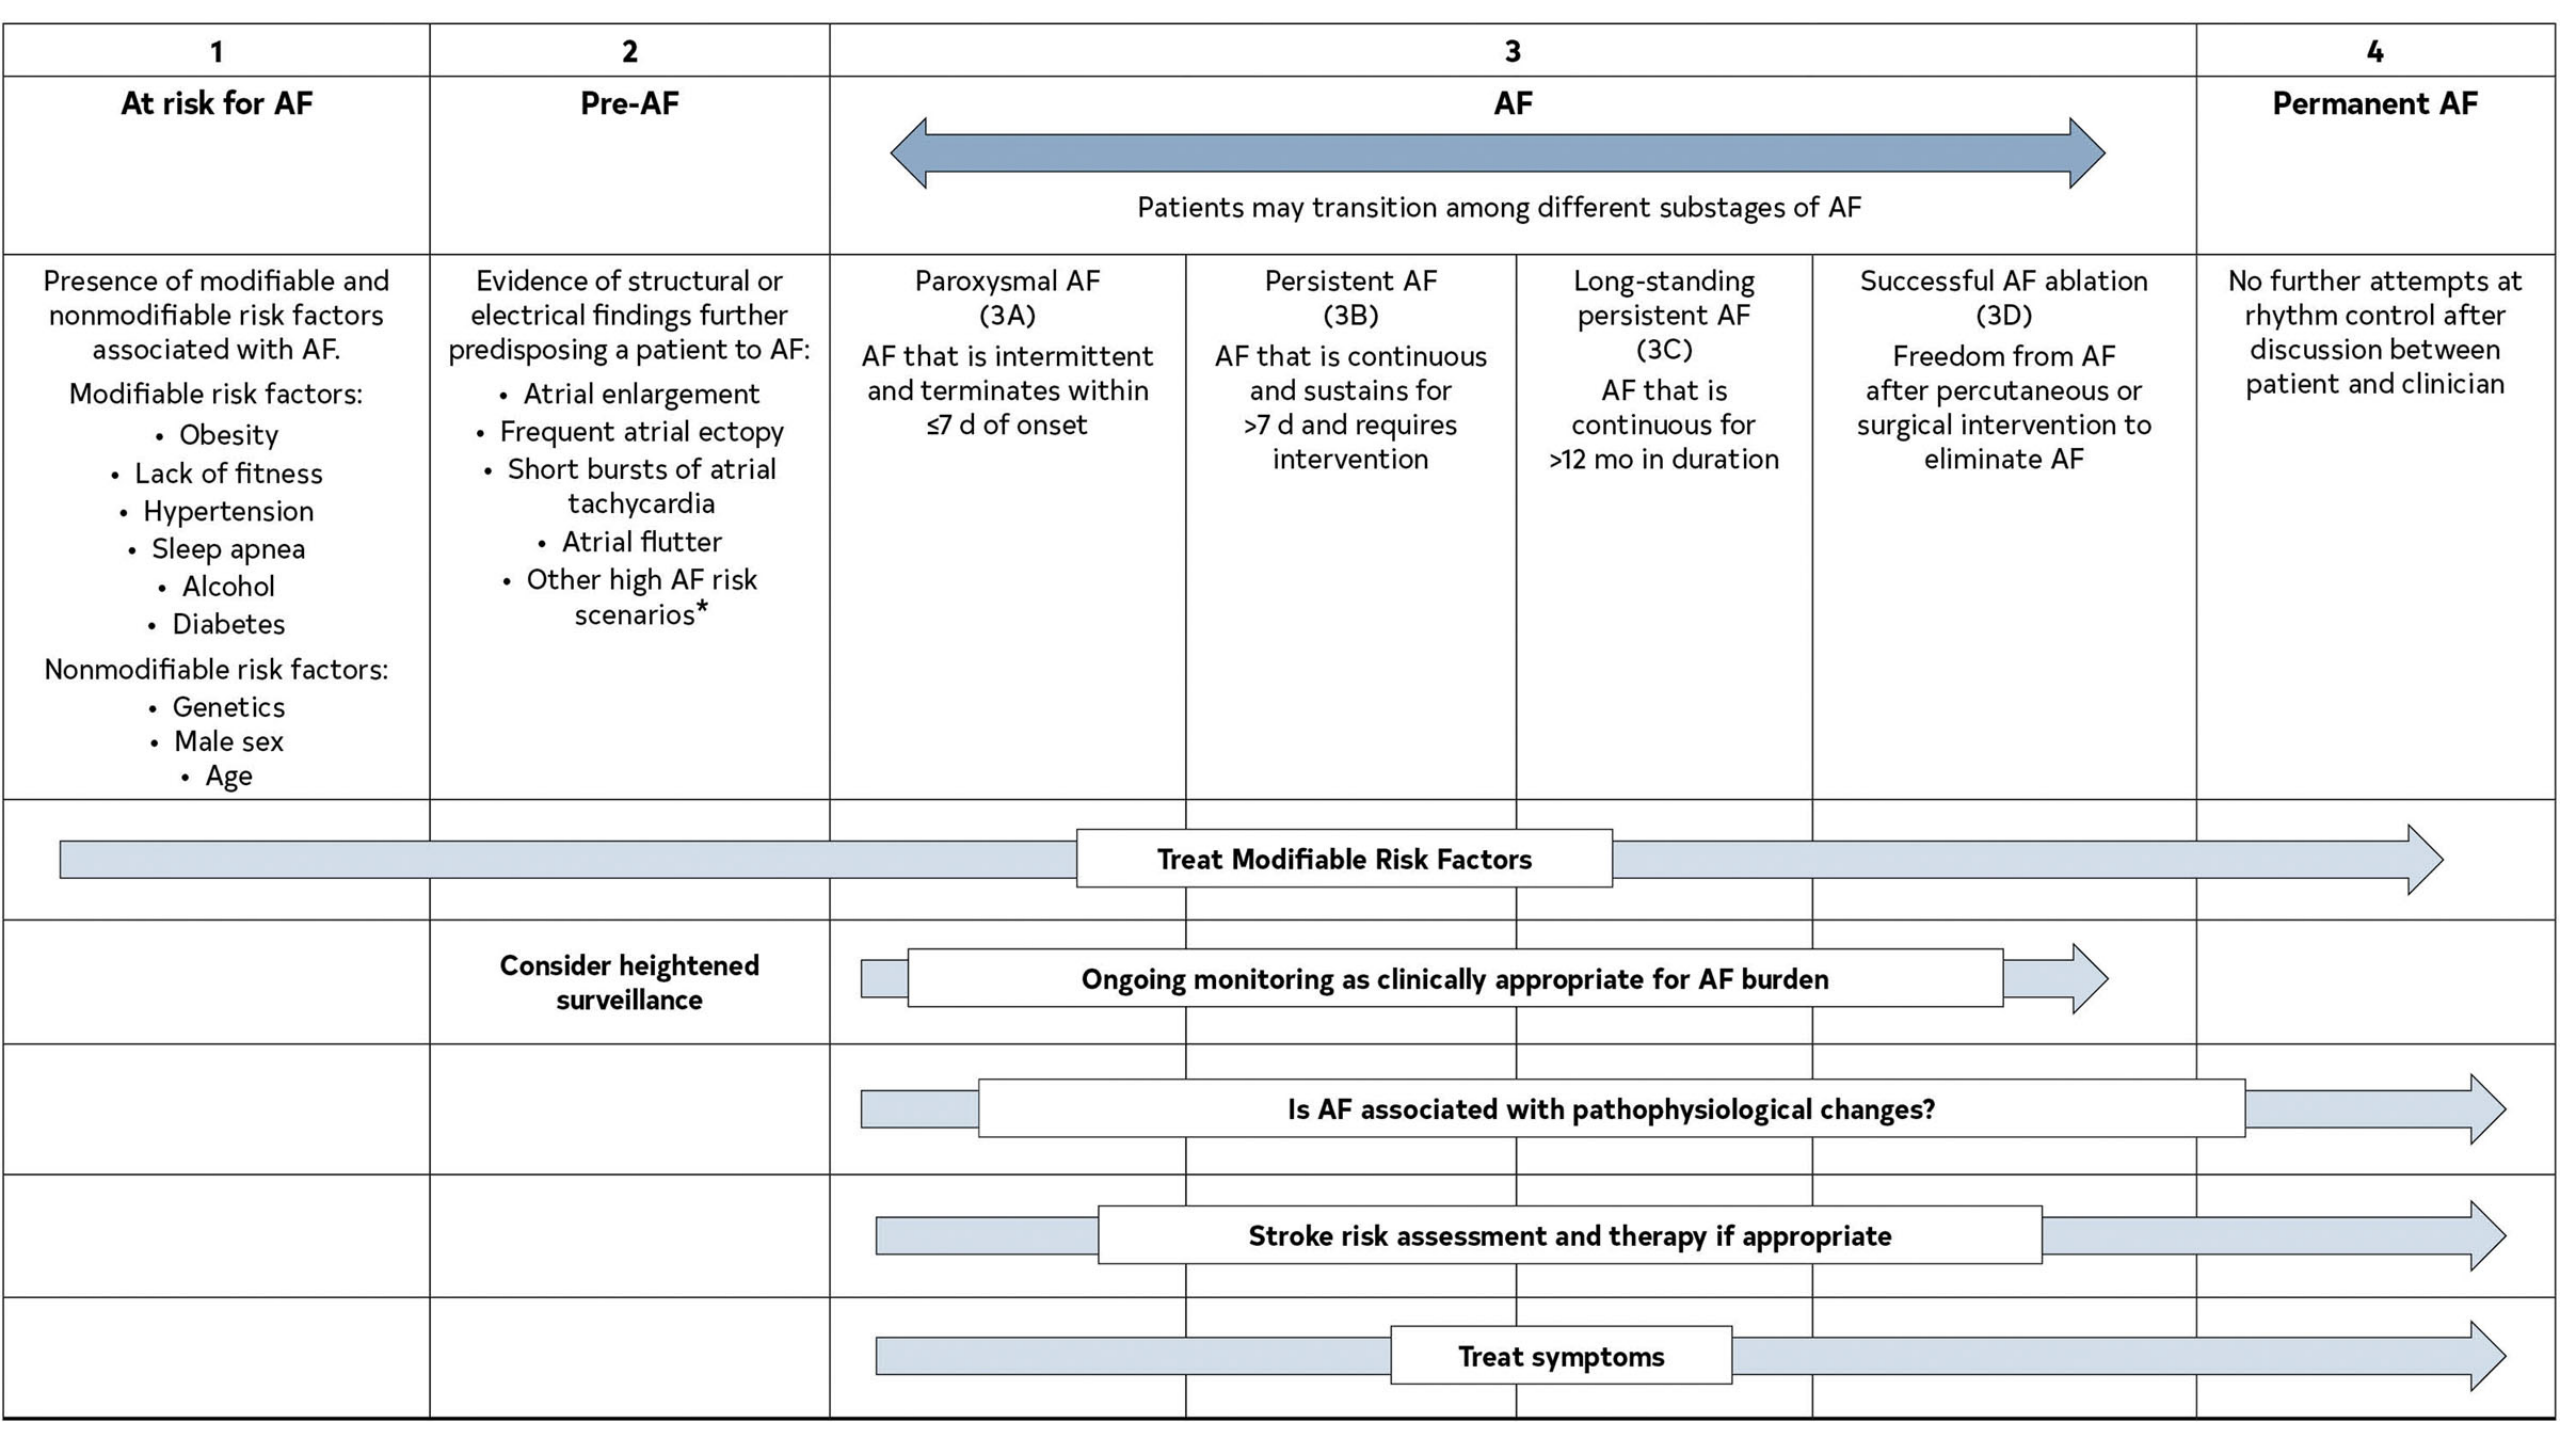 1
2
3
4
At risk for AF
Pre-AF
AF
Permanent AF
Patients may transition among different substages of AF
Presence of modifiable and
nonmodifiable risk factors
associated with AF.
Modifiable risk factors:
• Obesity
• Lack of fitness
• Hypertension
• Sleep apnea
• Alcohol
• Diabetes
Nonmodifiable risk factors:
• Genetics
• Male sex
• Age
Evidence of structural or
electrical findings further
predisposing a patient to AF:
• Atrial enlargement
• Frequent atrial ectopy
• Short bursts of atrial
tachycardia
• Atrial flutter
• Other high AF risk
scenarios*
Paroxysmal AF
(3A)
AF that is intermittent
and terminates within
≤7 d of onset
Persistent AF
(3B)
AF that is continuous
and sustains for
>7 d and requires
intervention
Long-standing
persistent AF
(3C)
AF that is
continuous for
>12 mo in duration
Successful AF ablation
(3D)
Freedom from AF
after percutaneous or
surgical intervention to
eliminate AF
No further attempts at
rhythm control after
discussion between
patient and clinician
Treat Modifiable Risk Factors
Consider heightened
surveillance
Ongoing monitoring as clinically appropriate for AF burden
Is AF associated with pathophysiological changes?
Stroke risk assessment and therapy if appropriate
Treat symptoms